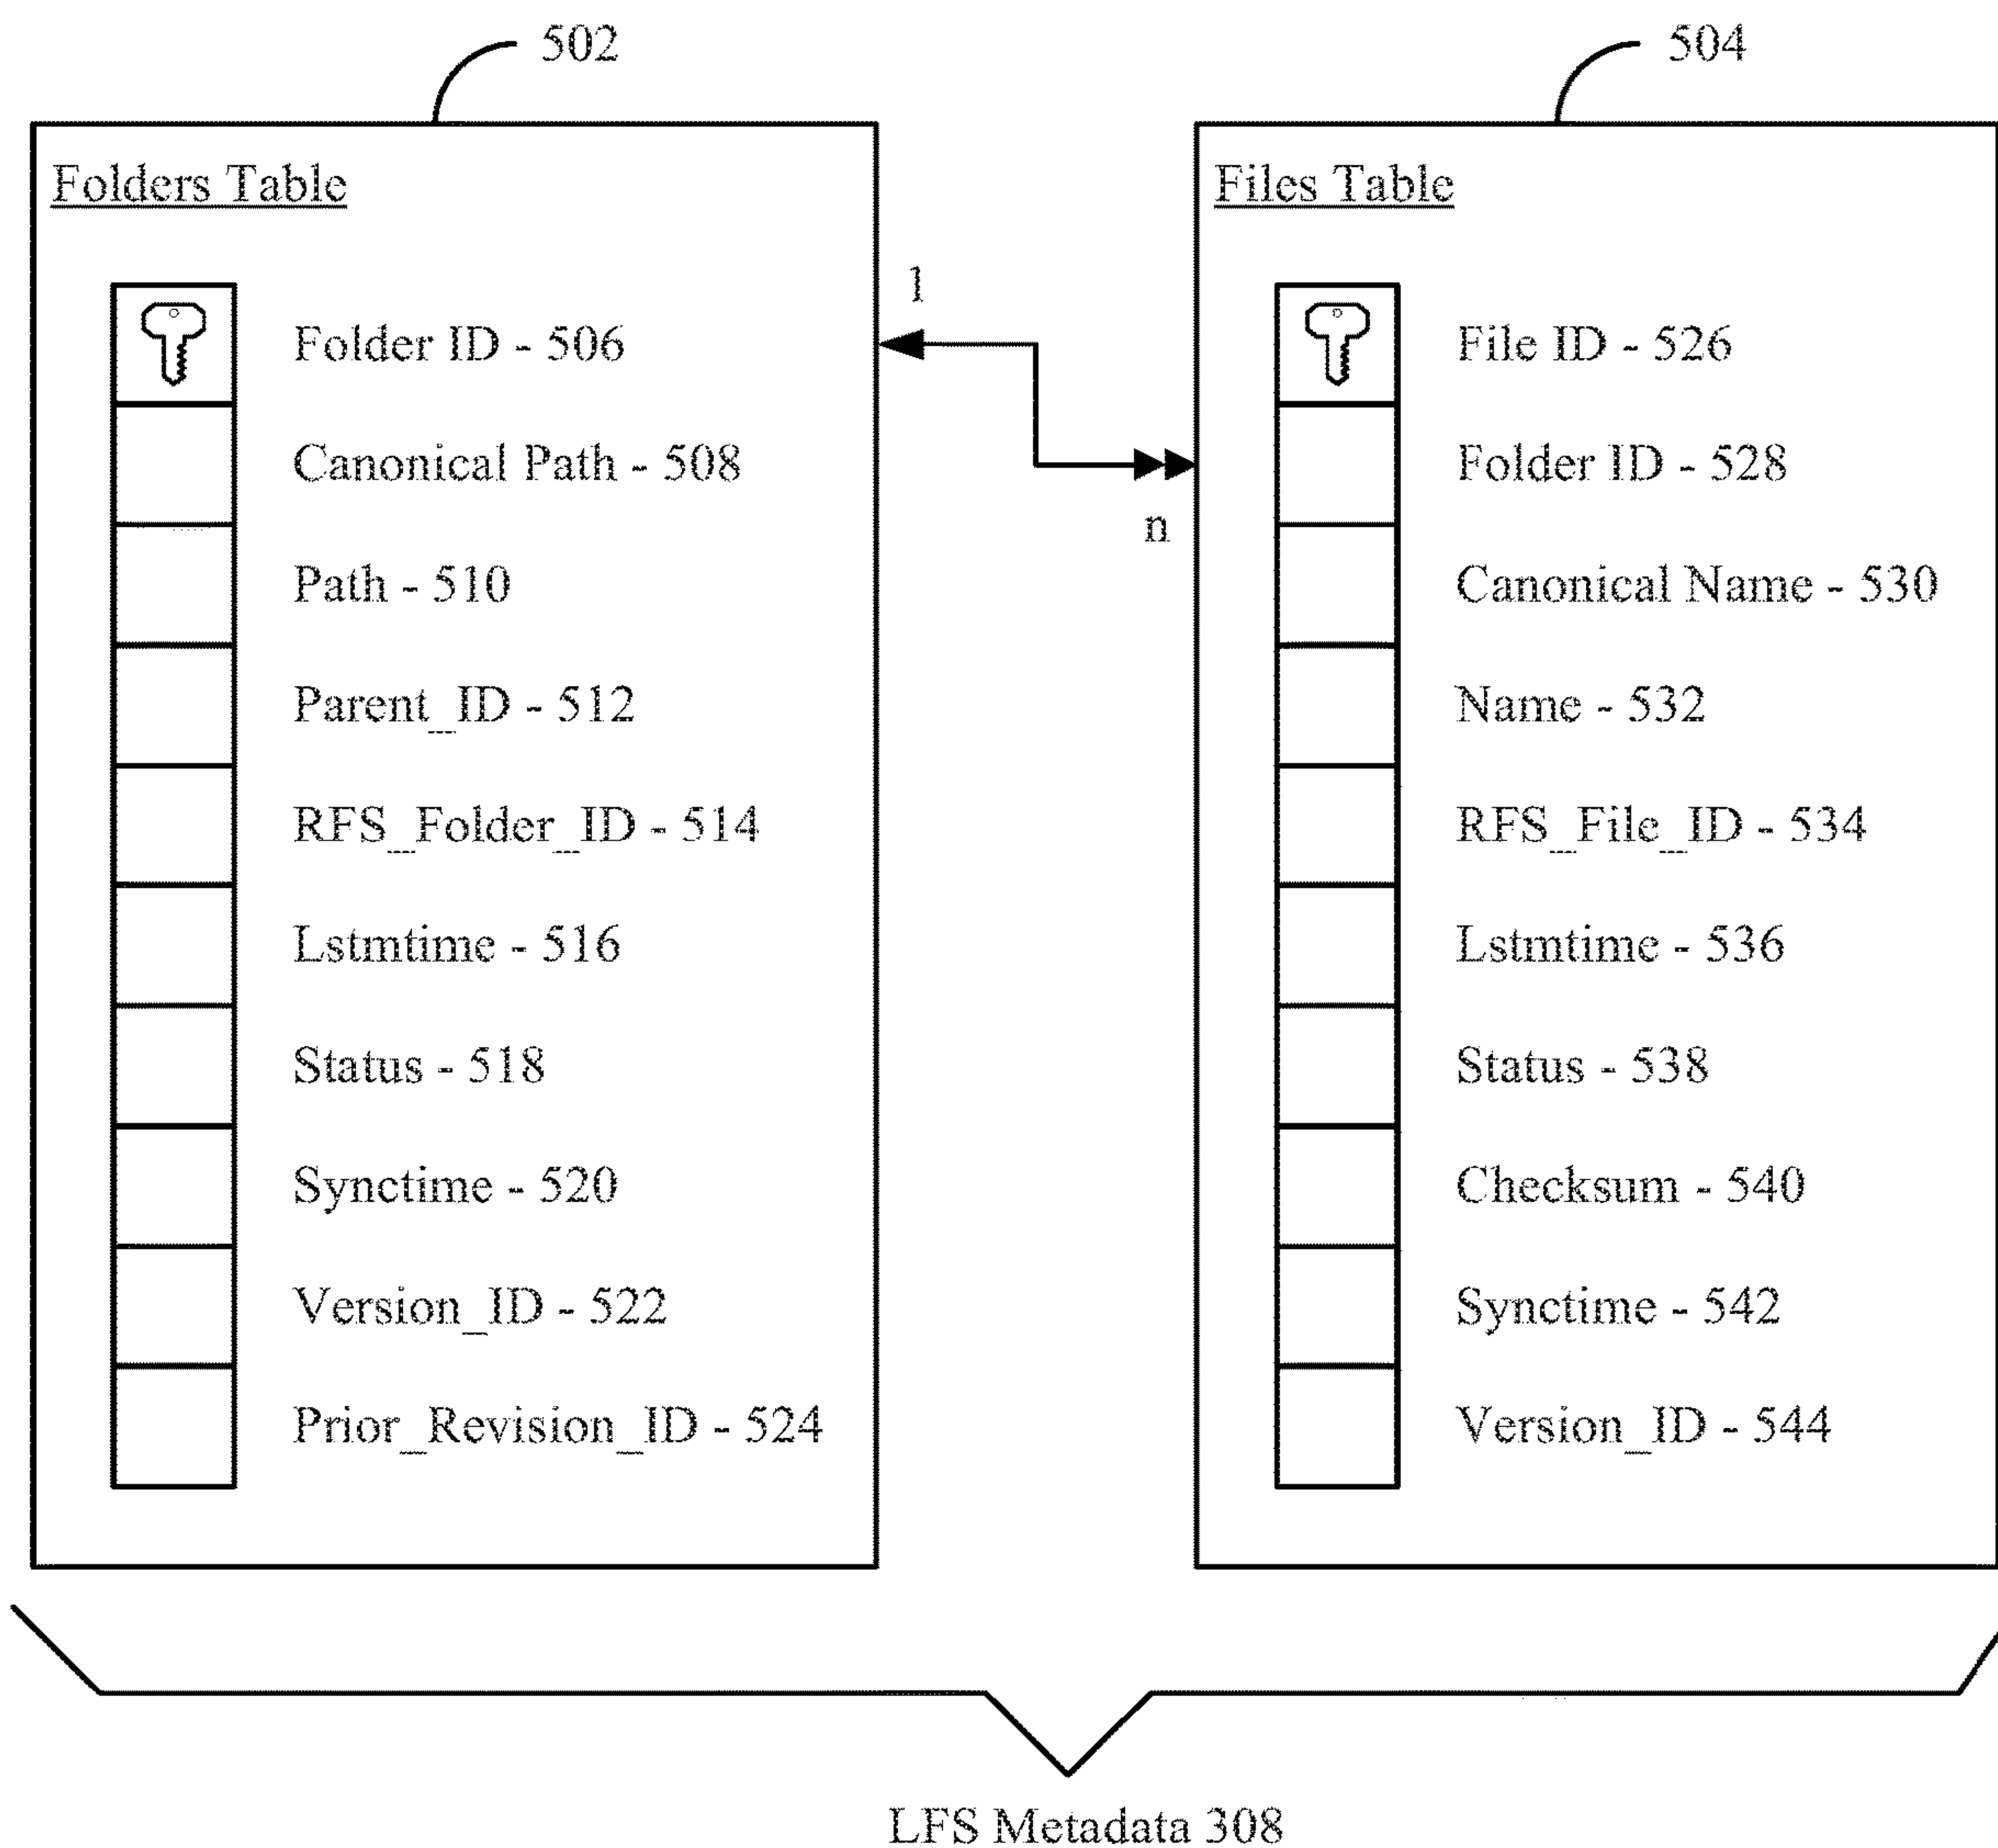 502
504
Folders Table
Folder ID - 506
Canonical Path - 508
Path - 510
Parent_ID - 512
RFS_Folder_ID - 514
Lstmtime - 516
Status - 518
Synctime - 520
Version_ID - 522
Prior_Revision_ID - 524
1
n
Files Table
File ID - 526
Folder ID - 528
Canonical Name - 530
Name - 532
RFS_File_ID - 534
Lstmtime - 536
Status - 538
Checksum - 540
Synctime - 542
Version_ID - 544
LFS Metadata 308